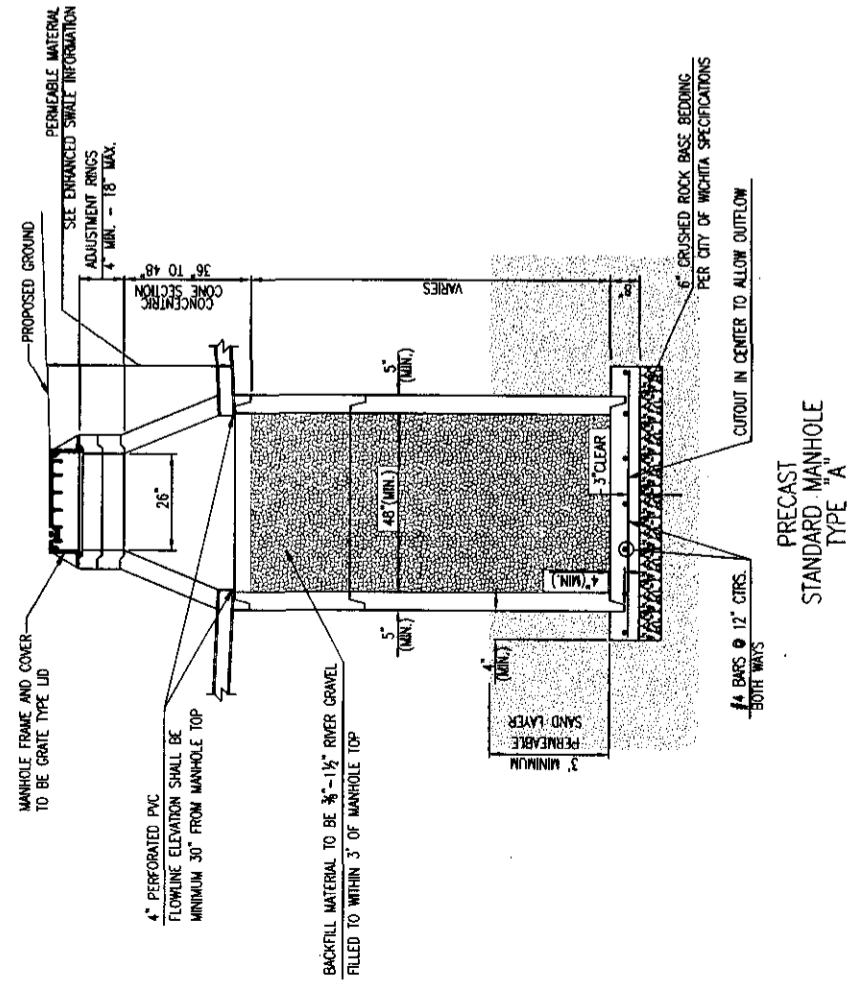 PROPOSED GROUND
PERMEABLE MATERIAL
SEE ENHANCED SWALE INFORMATION
MANHOLE FRAME AND COVER
TO BE GRATE TYPE LID
ADJUSTMENT RINGS
4" MIN. - 18" MAX.
26"
CONCENTRIC
CONE SECTION
36" TO 48"
4" PERFORATED PVC
FLOWLINE ELEVATION SHALL BE
MINIMUM 30" FROM MANHOLE TOP
5"
(MIN.)
5"
(MIN.)
48"(MIN.)
VARIES
BACKFILL MATERIAL TO BE ⅜"-1½" RIVER GRAVEL
FILLED TO WITHIN 3' OF MANHOLE TOP
3"CLEAR
4"(MIN.)
8"
4"
(MIN.)
3' MINIMUM
PERMEABLE
SAND LAYER
6" CRUSHED ROCK BASE BEDDING
PER CITY OF WICHITA SPECIFICATIONS
CUTOUT IN CENTER TO ALLOW OUTFLOW
#4 BARS @ 12" CTRS.
BOTH WAYS
PRECAST
STANDARD MANHOLE
TYPE "A"